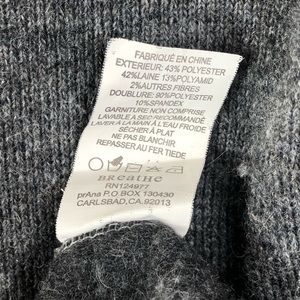 FABRIQUÉ EN CHINE
EXTERIEUR: 43% POLYESTER
42%LAINE 13%POLYAMID
2%AUTRES FIBRES
DOUBLURE: 90%POLYESTER
10%SPANDEX
GARNITURE NON COMPRISE
LAVABLE À SEC RECOMMANDÉ
LAVER À LA MAIN À L'EAU FROIDE
SÉCHER À PLAT
NE PAS BLANCHIR
REPASSER AU FER TIEDE
BReatHe
RN124977
prAna P.O. BOX 130430
CARLSBAD, CA. 92013